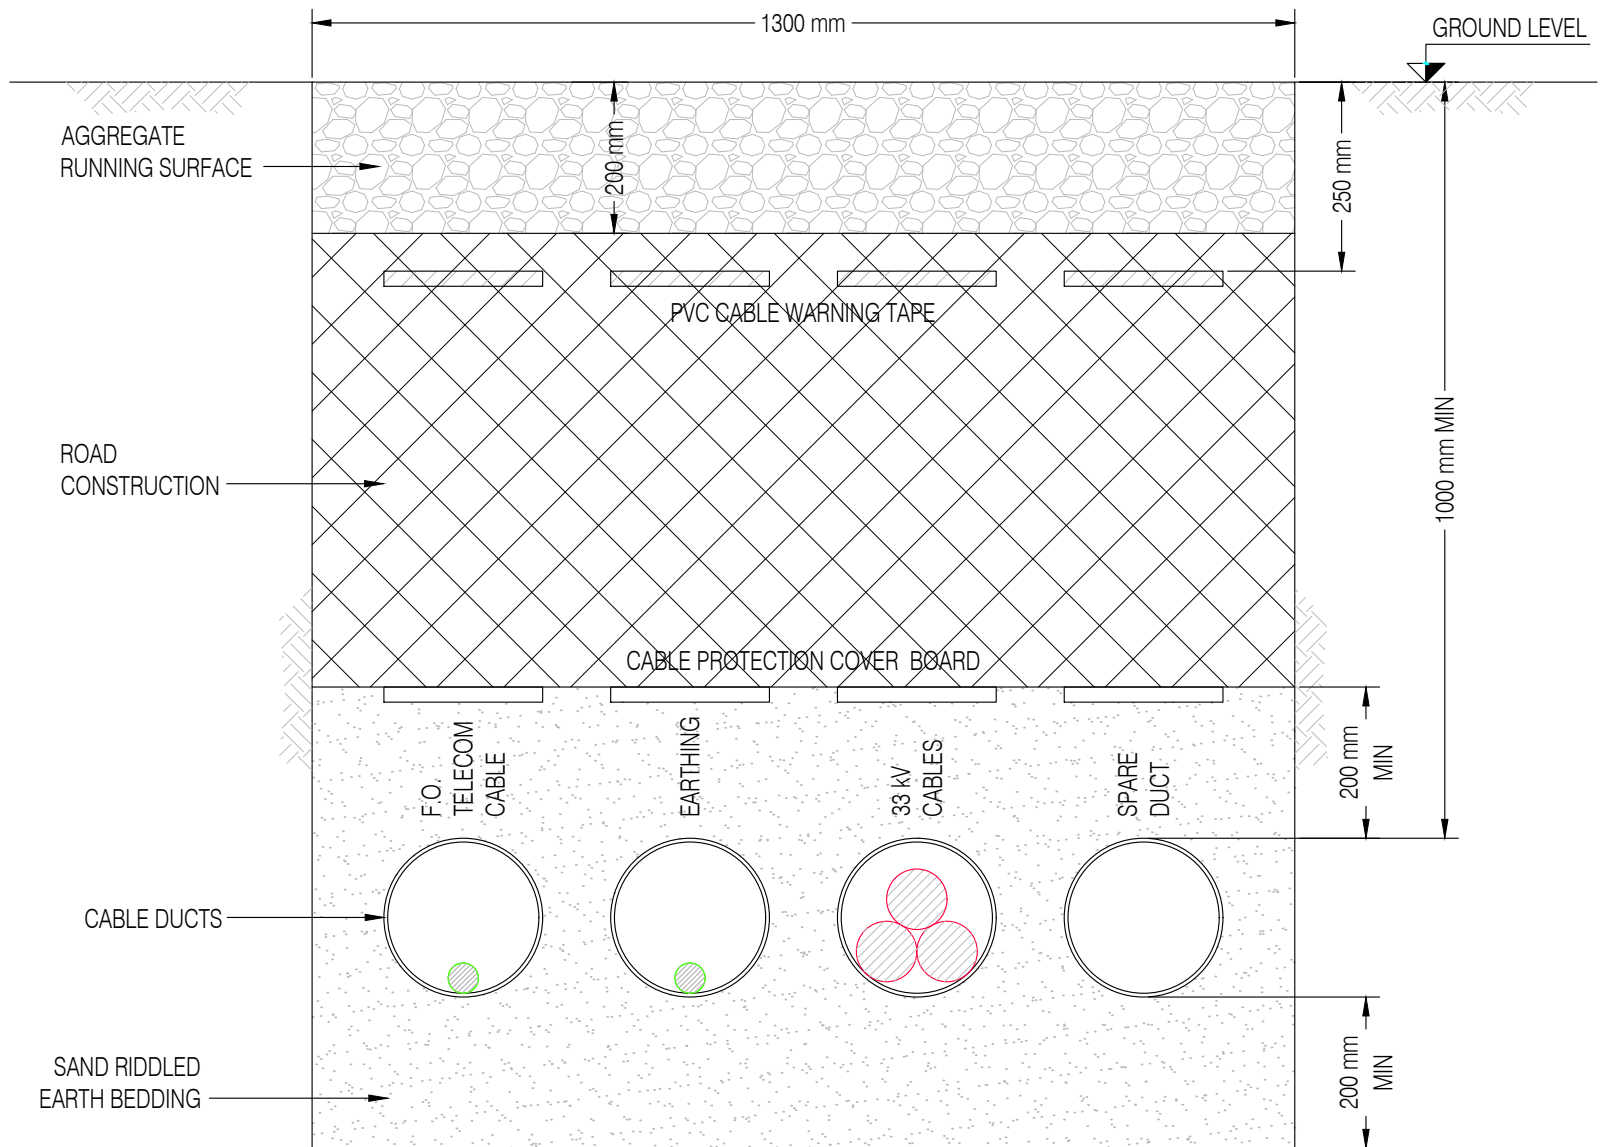 1300 mm
GROUND LEVEL
AGGREGATE
RUNNING SURFACE
200 mm
250 mm
PVC CABLE WARNING TAPE
ROAD
CONSTRUCTION
1000 mm MIN
CABLE PROTECTION COVER BOARD
F.O.
TELECOM
CABLE
EARTHING
33 kV
CABLES
SPARE
DUCT
200 mm
MIN
CABLE DUCTS
SAND RIDDLED
EARTH BEDDING
200 mm
MIN